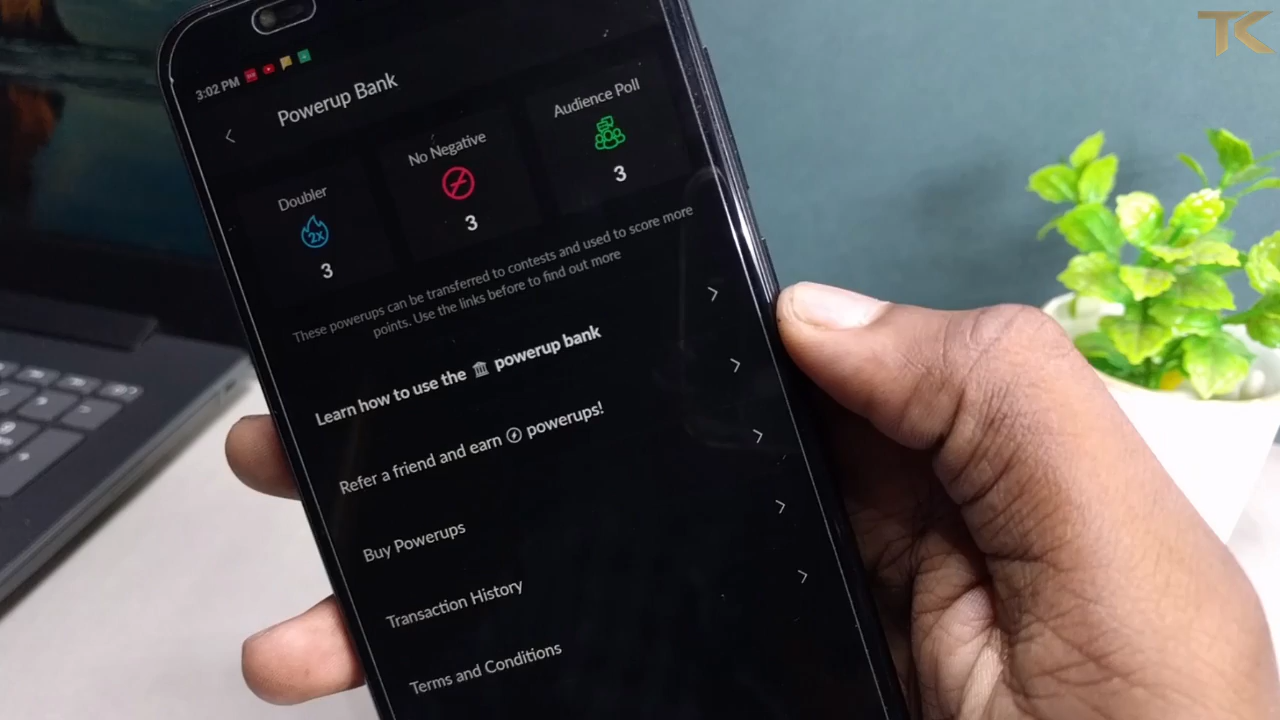 TK
3:02 PM
Powerup Bank
Doubler
2x
3
No Negative
3
Audience Poll
3
These powerups can be transferred to contests and used to score more
points. Use the links before to find out more
Learn how to use the powerup bank
Refer a friend and earn powerups!
Buy Powerups
Transaction History
Terms and Conditions